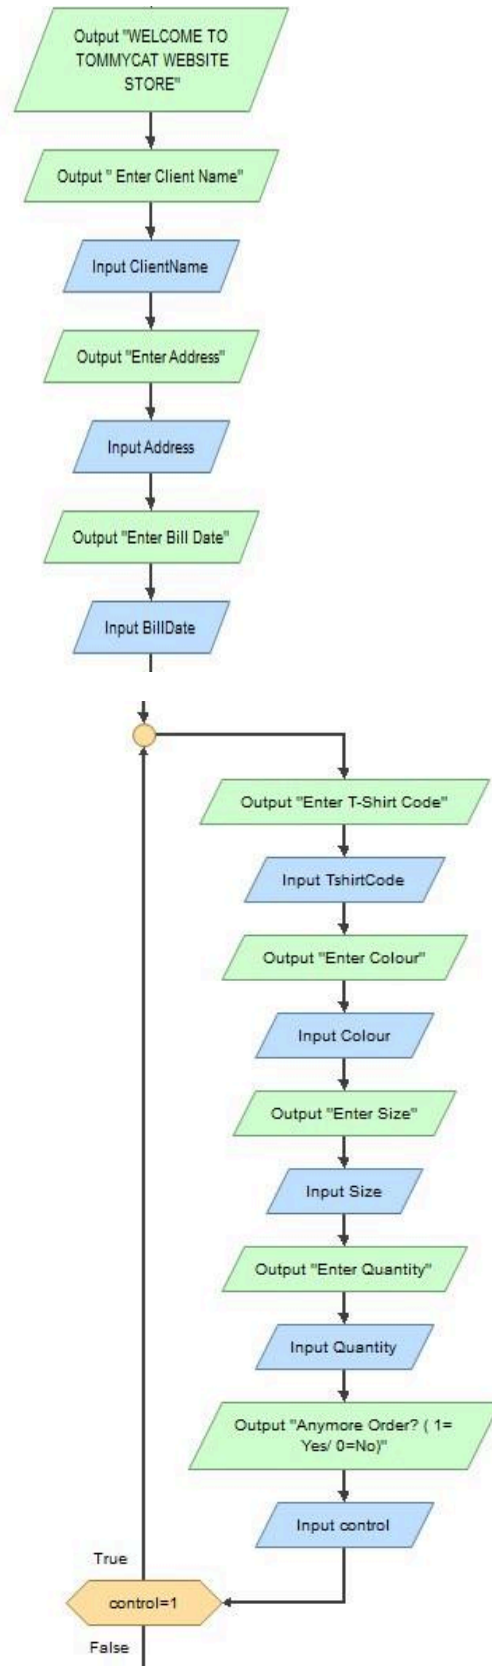 Output "WELCOME TO
TOMMYCAT WEBSITE
STORE"
Output " Enter Client Name"
Input ClientName
Output "Enter Address"
Input Address
Output "Enter Bill Date"
Input BillDate
Output "Enter T-Shirt Code"
Input TshirtCode
Output "Enter Colour"
Input Colour
Output "Enter Size"
Input Size
Output "Enter Quantity"
Input Quantity
Output "Anymore Order? ( 1=
Yes/ 0=No)"
Input control
True
control=1
False